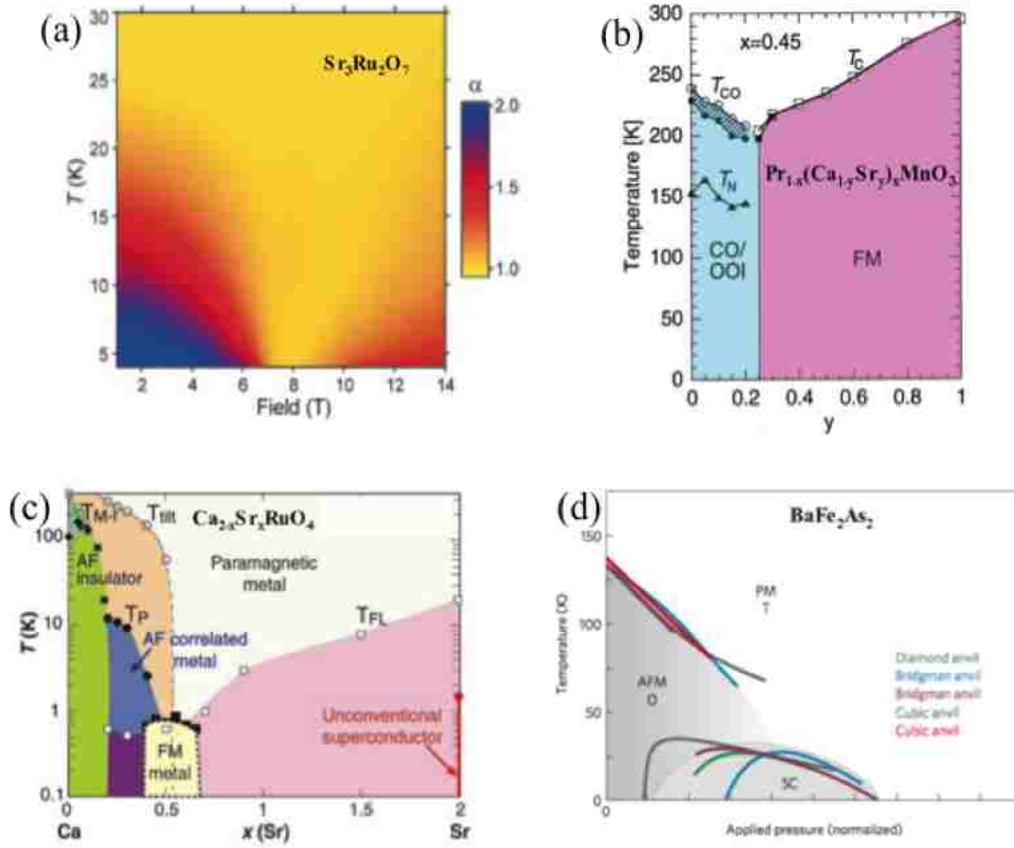 (a)
Sr3Ru2O7
α
2.0
1.5
1.0
30
25
20
15
10
5
T (K)
2 4 6 8 10 12 14
Field (T)
(b)
x=0.45
TCO
TC
TN
Pr1-x(Ca1-ySry)xMnO3
CO/
OOI
FM
300
250
200
150
100
50
0
Temperature [K]
0 0.2 0.4 0.6 0.8 1
y
(c)
TM-I
Ttilt
Ca2-xSrxRuO4
AF
insulator
Paramagnetic
metal
TP
AF correlated
metal
TFL
FM
metal
Unconventional
superconductor
100
10
1
0.1
T(K)
0 0.5 1 1.5 2
Ca x (Sr) Sr
(d)
BaFe2As2
PM
T
AFM
O
SC
Diamond anvil
Bridgman anvil
Bridgman anvil
Cubic anvil
Cubic anvil
150
100
50
0
Temperature (K)
Applied pressure (normalized)